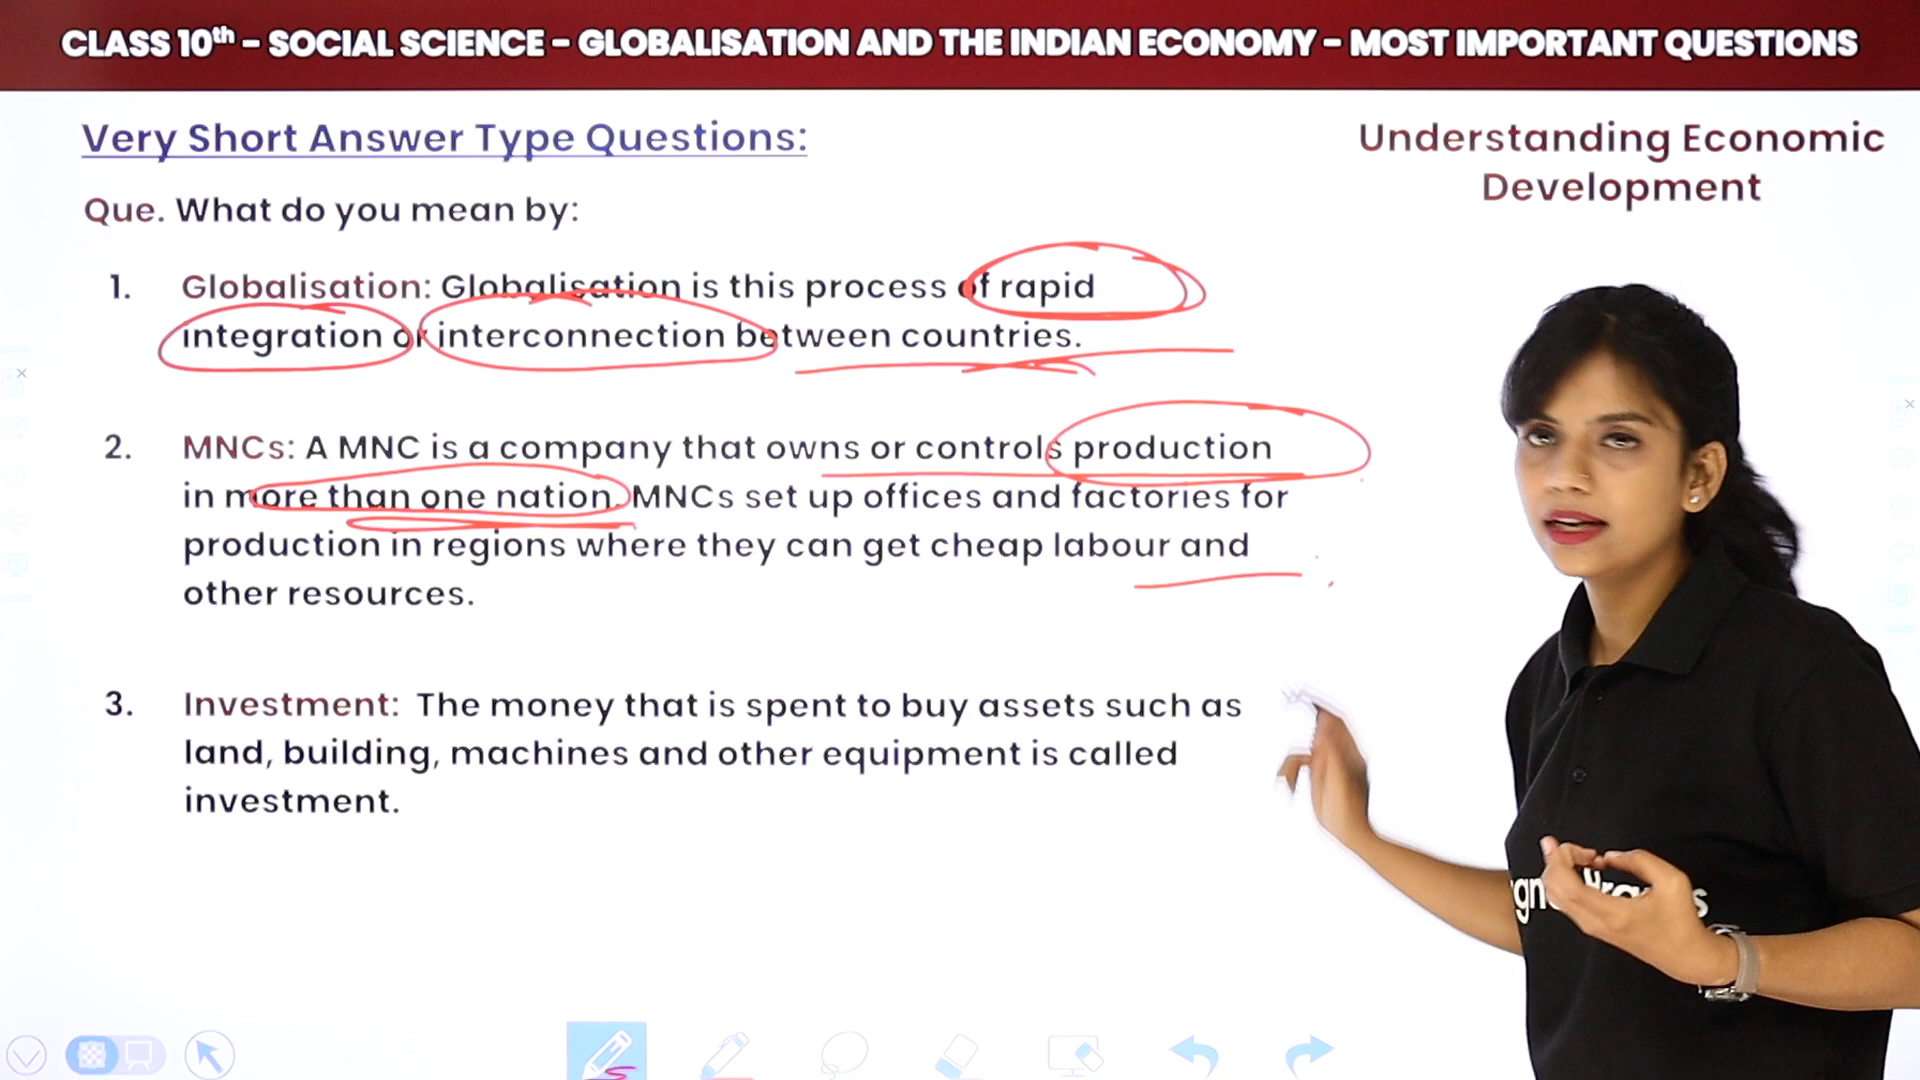 CLASS 10th - SOCIAL SCIENCE - GLOBALISATION AND THE INDIAN ECONOMY - MOST IMPORTANT QUESTIONS
Very Short Answer Type Questions:
Understanding Economic
Development
Que. What do you mean by:
1. Globalisation: Globalisation is this process of rapid
integration or interconnection between countries.
2. MNCs: A MNC is a company that owns or controls production
in more than one nation. MNCs set up offices and factories for
production in regions where they can get cheap labour and
other resources.
3. Investment: The money that is spent to buy assets such as
land, building, machines and other equipment is called
investment.